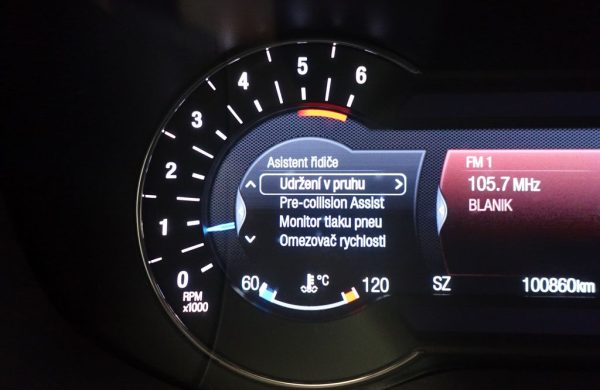 6
5
4
3
2
1
0
RPM
x1000
Asistent řidiče
Udržení v pruhu
Pre-collision Assist
Monitor tlaku pneu
Omezovač rychlosti
60 °C 120
FM 1
105.7 MHz
BLANIK
SZ 100860km